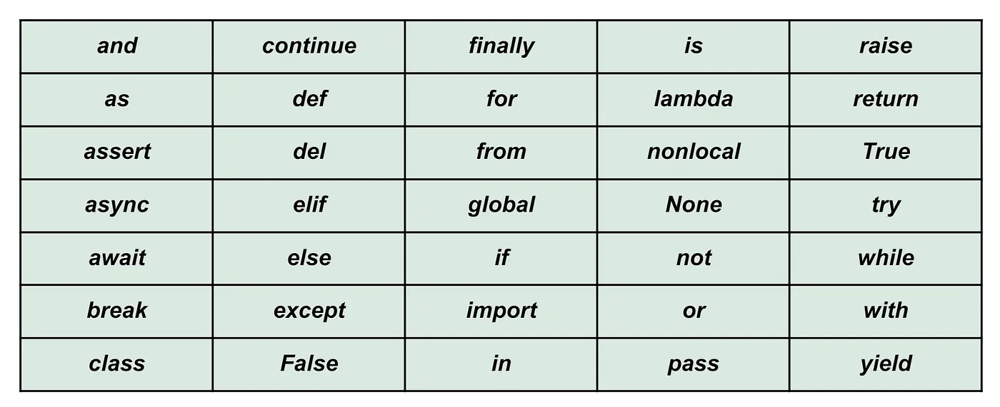 and continue finally is raise
as def for lambda return
assert del from nonlocal True
async elif global None try
await else if not while
break except import or with
class False in pass yield